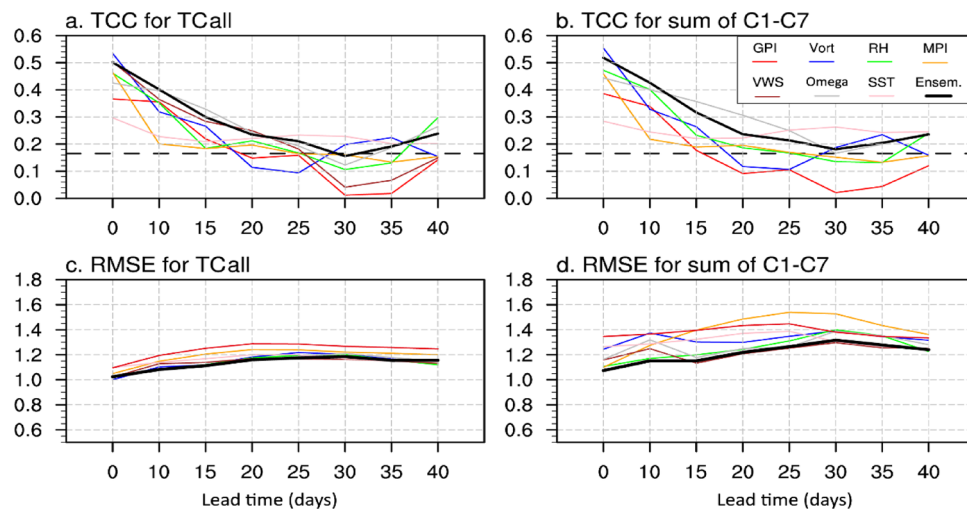 a. TCC for TCall
b. TCC for sum of C1-C7
0.6
0.5
0.4
0.3
0.2
0.1
0.0
0 10 15 20 25 30 35 40
0.6
0.5
0.4
0.3
0.2
0.1
0.0
GPI Vort RH MPI
VWS Omega SST Ensem.
0 10 15 20 25 30 35 40
c. RMSE for TCall
d. RMSE for sum of C1-C7
1.8
1.6
1.4
1.2
1.0
0.8
0.6
0 10 15 20 25 30 35 40
Lead time (days)
1.8
1.6
1.4
1.2
1.0
0.8
0.6
0 10 15 20 25 30 35 40
Lead time (days)